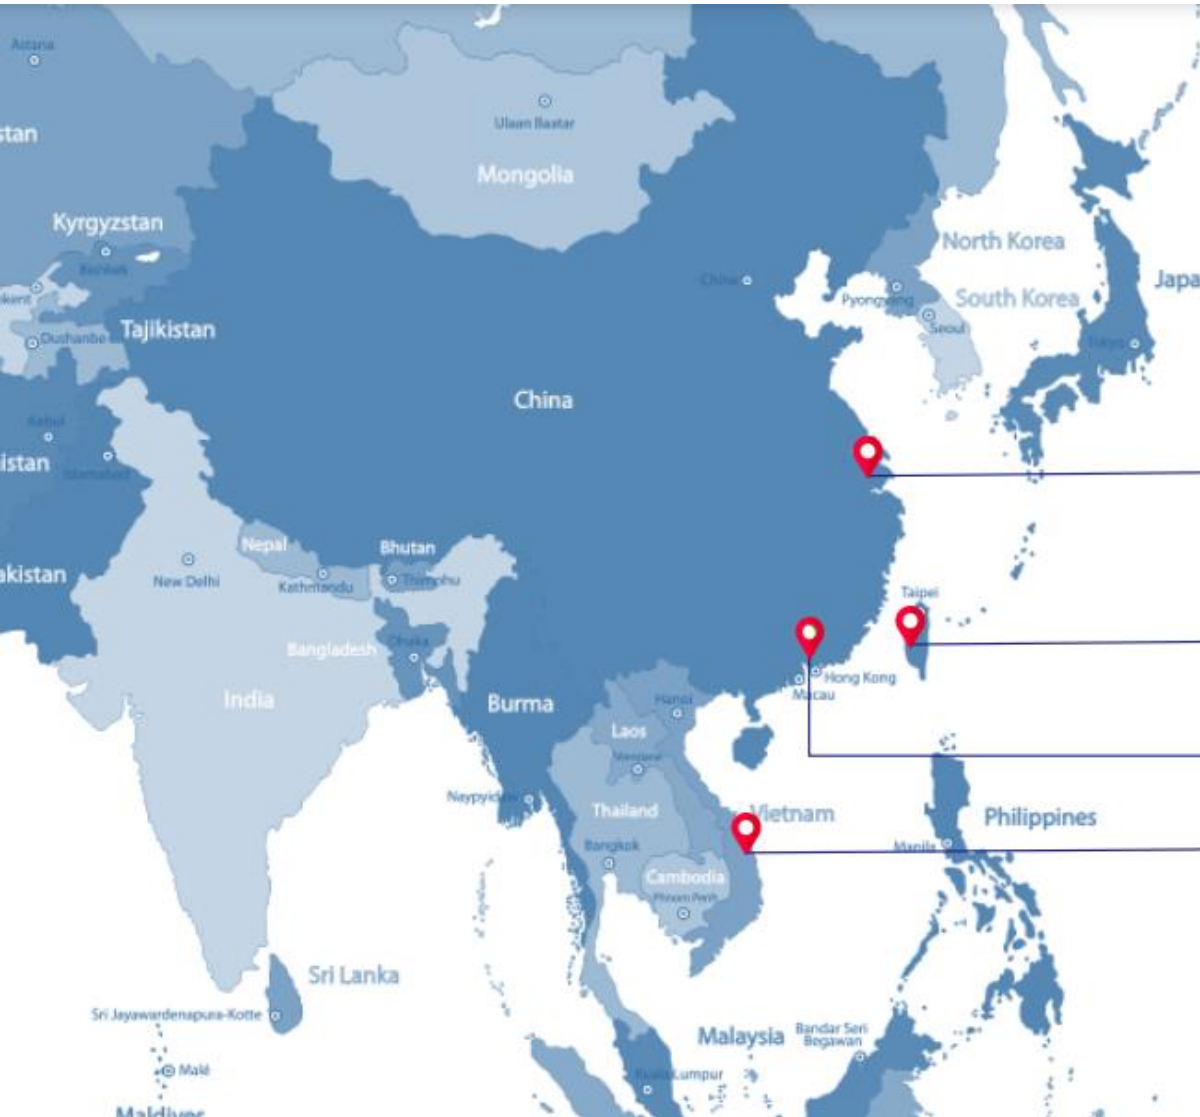 Astana
stan
Ulaan Baatar
Mongolia
Kyrgyzstan
Bishkek
North Korea
China
Japa
kent
Pyongyang
South Korea
Seoul
Tajikistan
Dushanbe
Tokyo
China
Kabul
istan
Islamabad
Nepal
Bhutan
akistan
New Delhi
Kathmandu
Thimphu
Taipei
Dhaka
Bangladesh
Hong Kong
Macau
India
Burma
Hanoi
Laos
Naypyidaw
Thailand
Vietnam
Philippines
Bangkok
Manila
Cambodia
Phnom Penh
Sri Lanka
Sri Jayawardenapura-Kotte
Malaysia
Bandar Seri
Begawan
Malé
Kuala Lumpur
Maldives